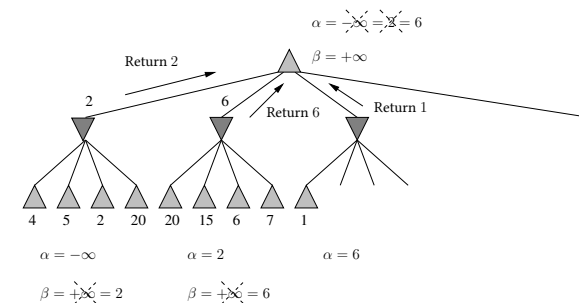 α = −∞ = 2 = 6
β = +∞
Return 2
2
6
Return 6
Return 1
4 5 2 20 20 15 6 7 1
α = −∞ α = 2 α = 6
β = +∞ = 2 β = +∞ = 6